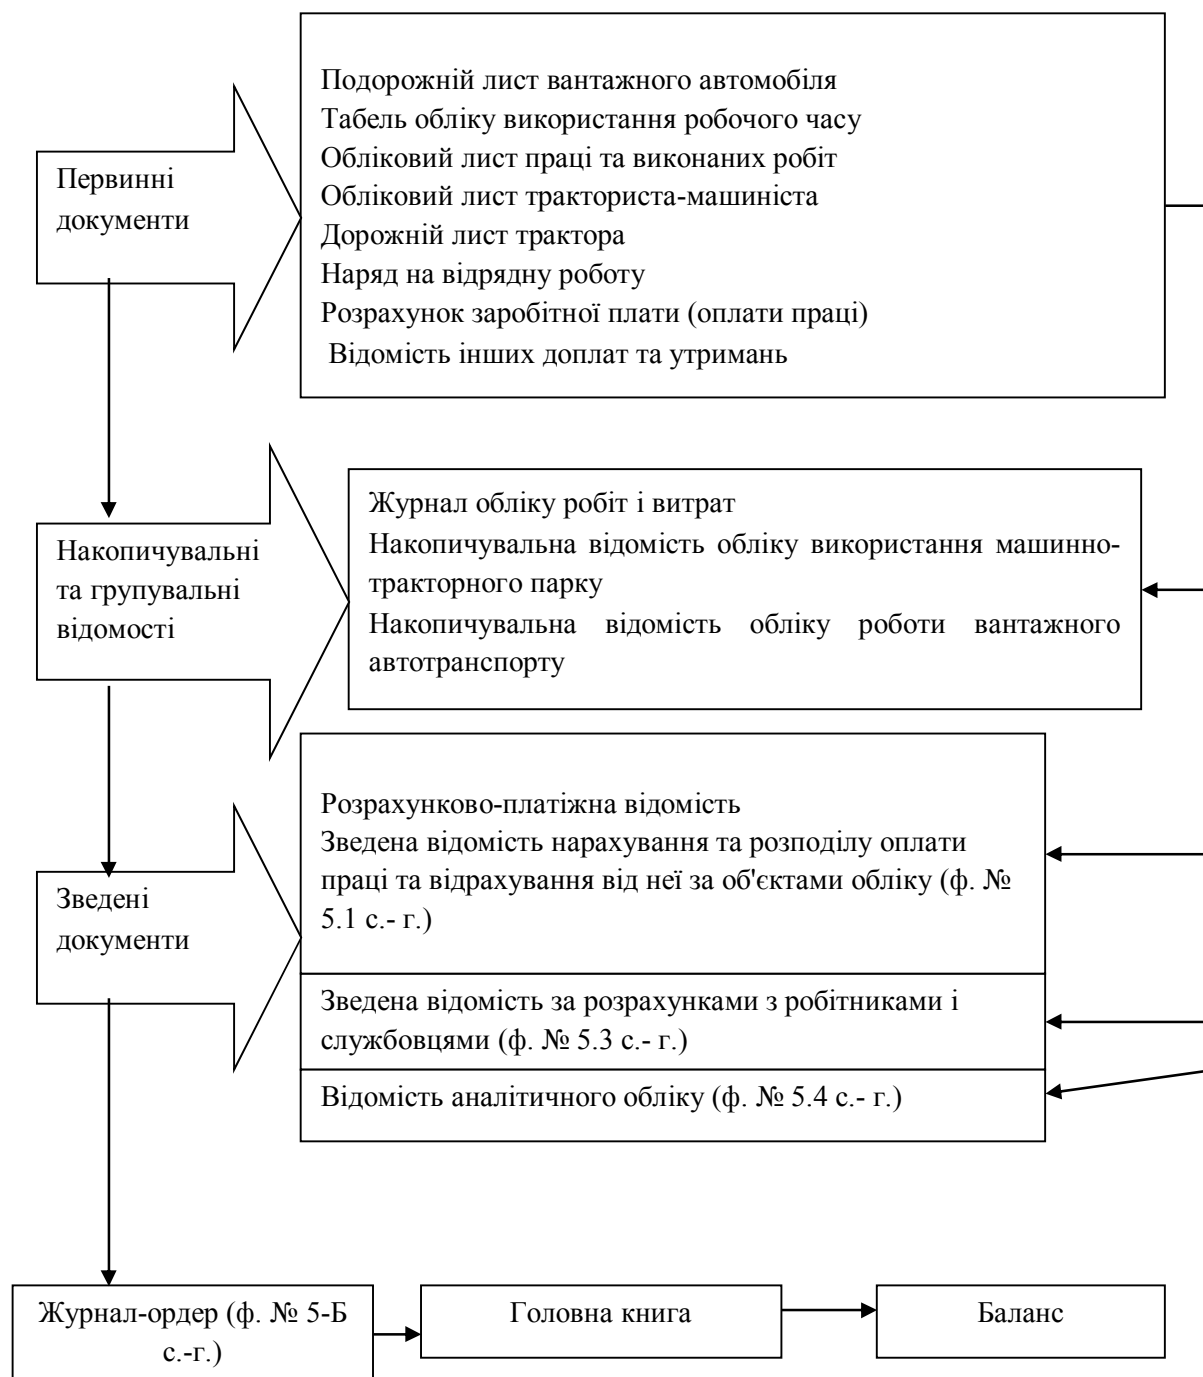 Первинні
документи
Подорожній лист вантажного автомобіля
Табель обліку використання робочого часу
Обліковий лист праці та виконаних робіт
Обліковий лист тракториста-машиніста
Дорожній лист трактора
Наряд на відрядну роботу
Розрахунок заробітної плати (оплати праці)
Відомість інших доплат та утримань
Накопичувальні
та групувальні
відомості
Журнал обліку робіт і витрат
Накопичувальна відомість обліку використання машинно-
тракторного парку
Накопичувальна відомість обліку роботи вантажного
автотранспорту
Зведені
документи
Розрахунково-платіжна відомість
Зведена відомість нарахування та розподілу оплати
праці та відрахування від неї за об'єктами обліку (ф. №
5.1 с.- г.)
Зведена відомість за розрахунками з робітниками і
службовцями (ф. № 5.3 с.- г.)
Відомість аналітичного обліку (ф. № 5.4 с.- г.)
Журнал-ордер (ф. № 5-Б
с.-г.)
Головна книга
Баланс